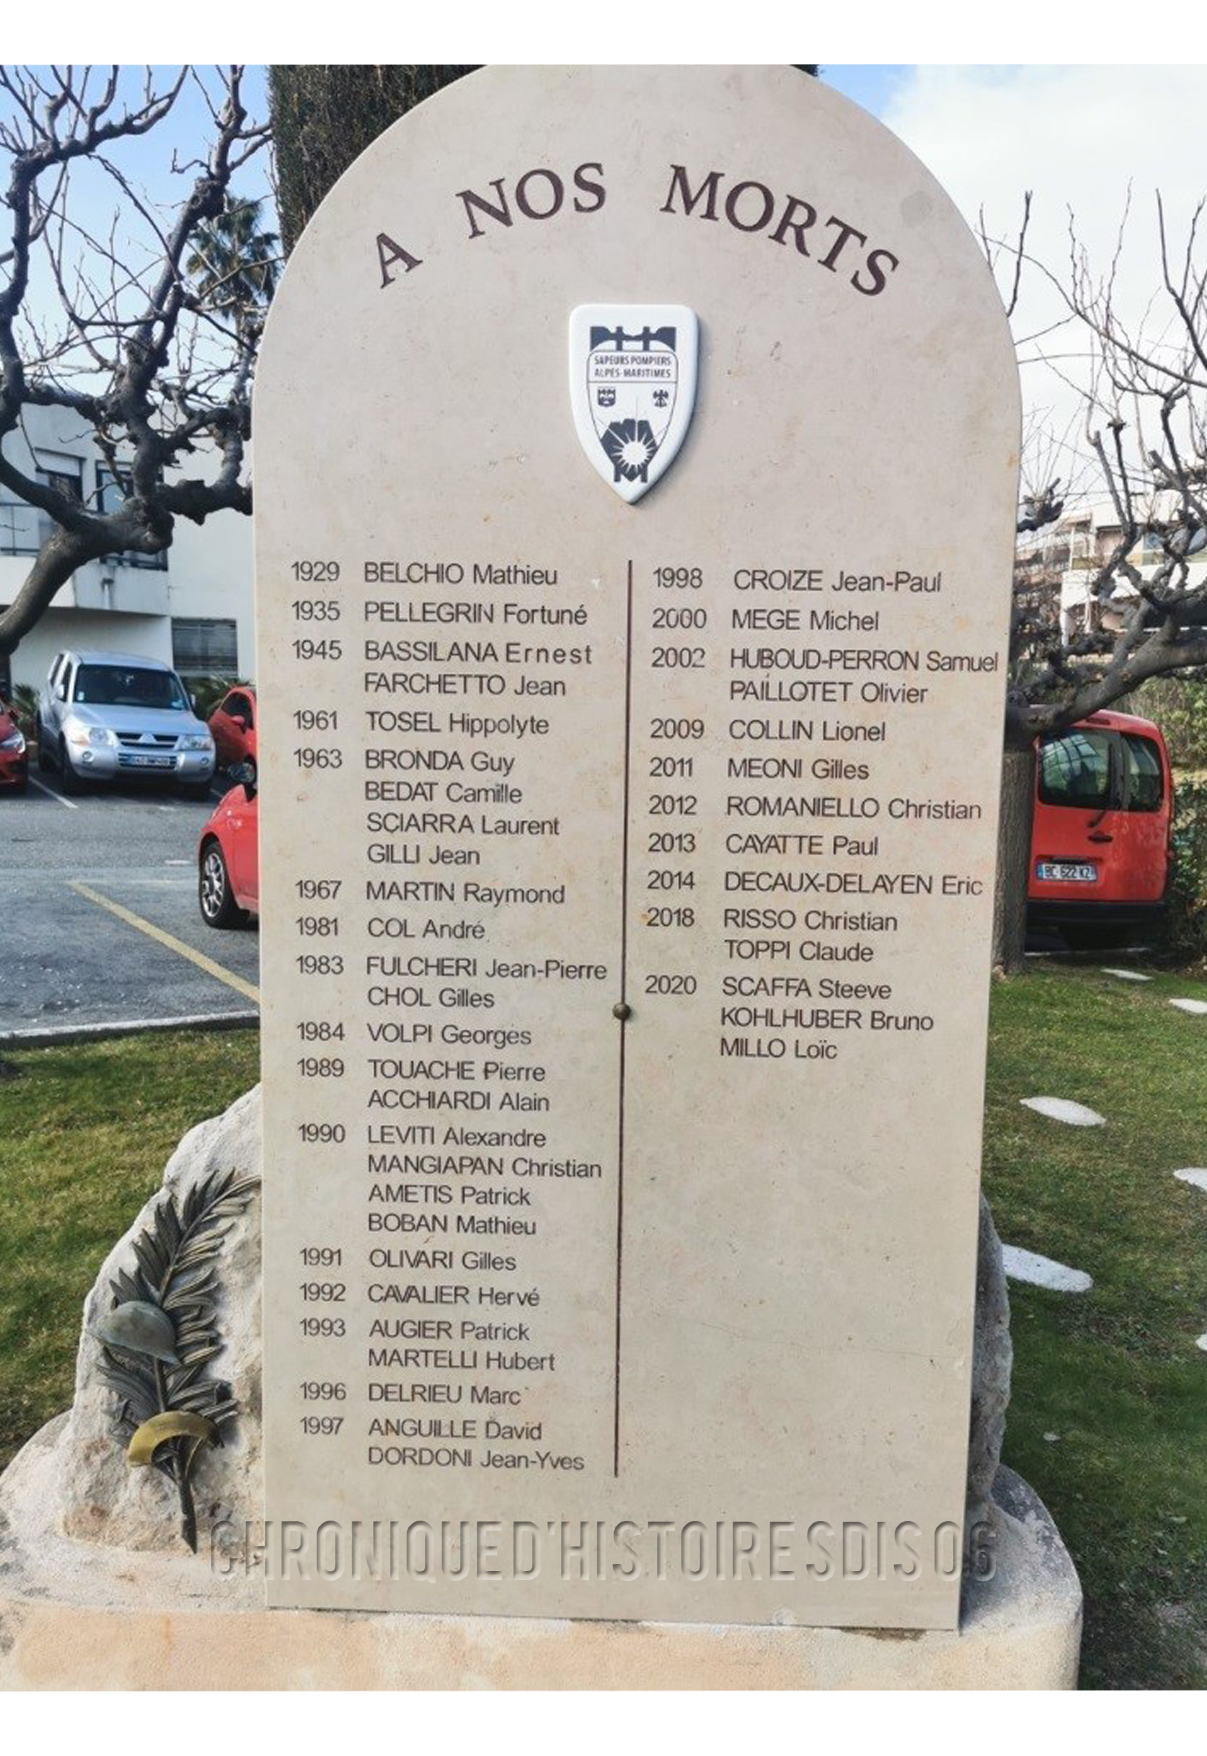 A NOS MORTS
SAPEURS POMPIERS
ALPES-MARITIMES
1929 BELCHIO Mathieu
1935 PELLEGRIN Fortuné
1945 BASSILANA Ernest
FARCHETTO Jean
1961 TOSEL Hippolyte
1963 BRONDA Guy
BEDAT Camille
SCIARRA Laurent
GILLI Jean
1967 MARTIN Raymond
1981 COL André
1983 FULCHERI Jean-Pierre
CHOL Gilles
1984 VOLPI Georges
1989 TOUACHE Pierre
ACCHIARDI Alain
1990 LEVITI Alexandre
MANGIAPAN Christian
AMETIS Patrick
BOBAN Mathieu
1991 OLIVARI Gilles
1992 CAVALIER Hervé
1993 AUGIER Patrick
MARTELLI Hubert
1996 DELRIEU Marc
1997 ANGUILLE David
DORDONI Jean-Yves
1998 CROIZE Jean-Paul
2000 MEGE Michel
2002 HUBOUD-PERRON Samuel
PAILLOTET Olivier
2009 COLLIN Lionel
2011 MEONI Gilles
2012 ROMANIELLO Christian
2013 CAYATTE Paul
2014 DECAUX-DELAYEN Eric
2018 RISSO Christian
TOPPI Claude
2020 SCAFFA Steeve
KOHLHUBER Bruno
MILLO Loïc
BC 622 KZ
CHRONIQUE D'HISTOIRE SDIS 06